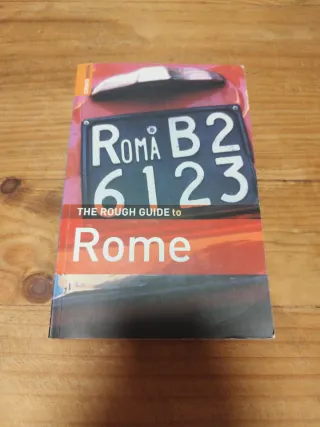 ROMA B2
6123
THE ROUGH GUIDE to
Rome